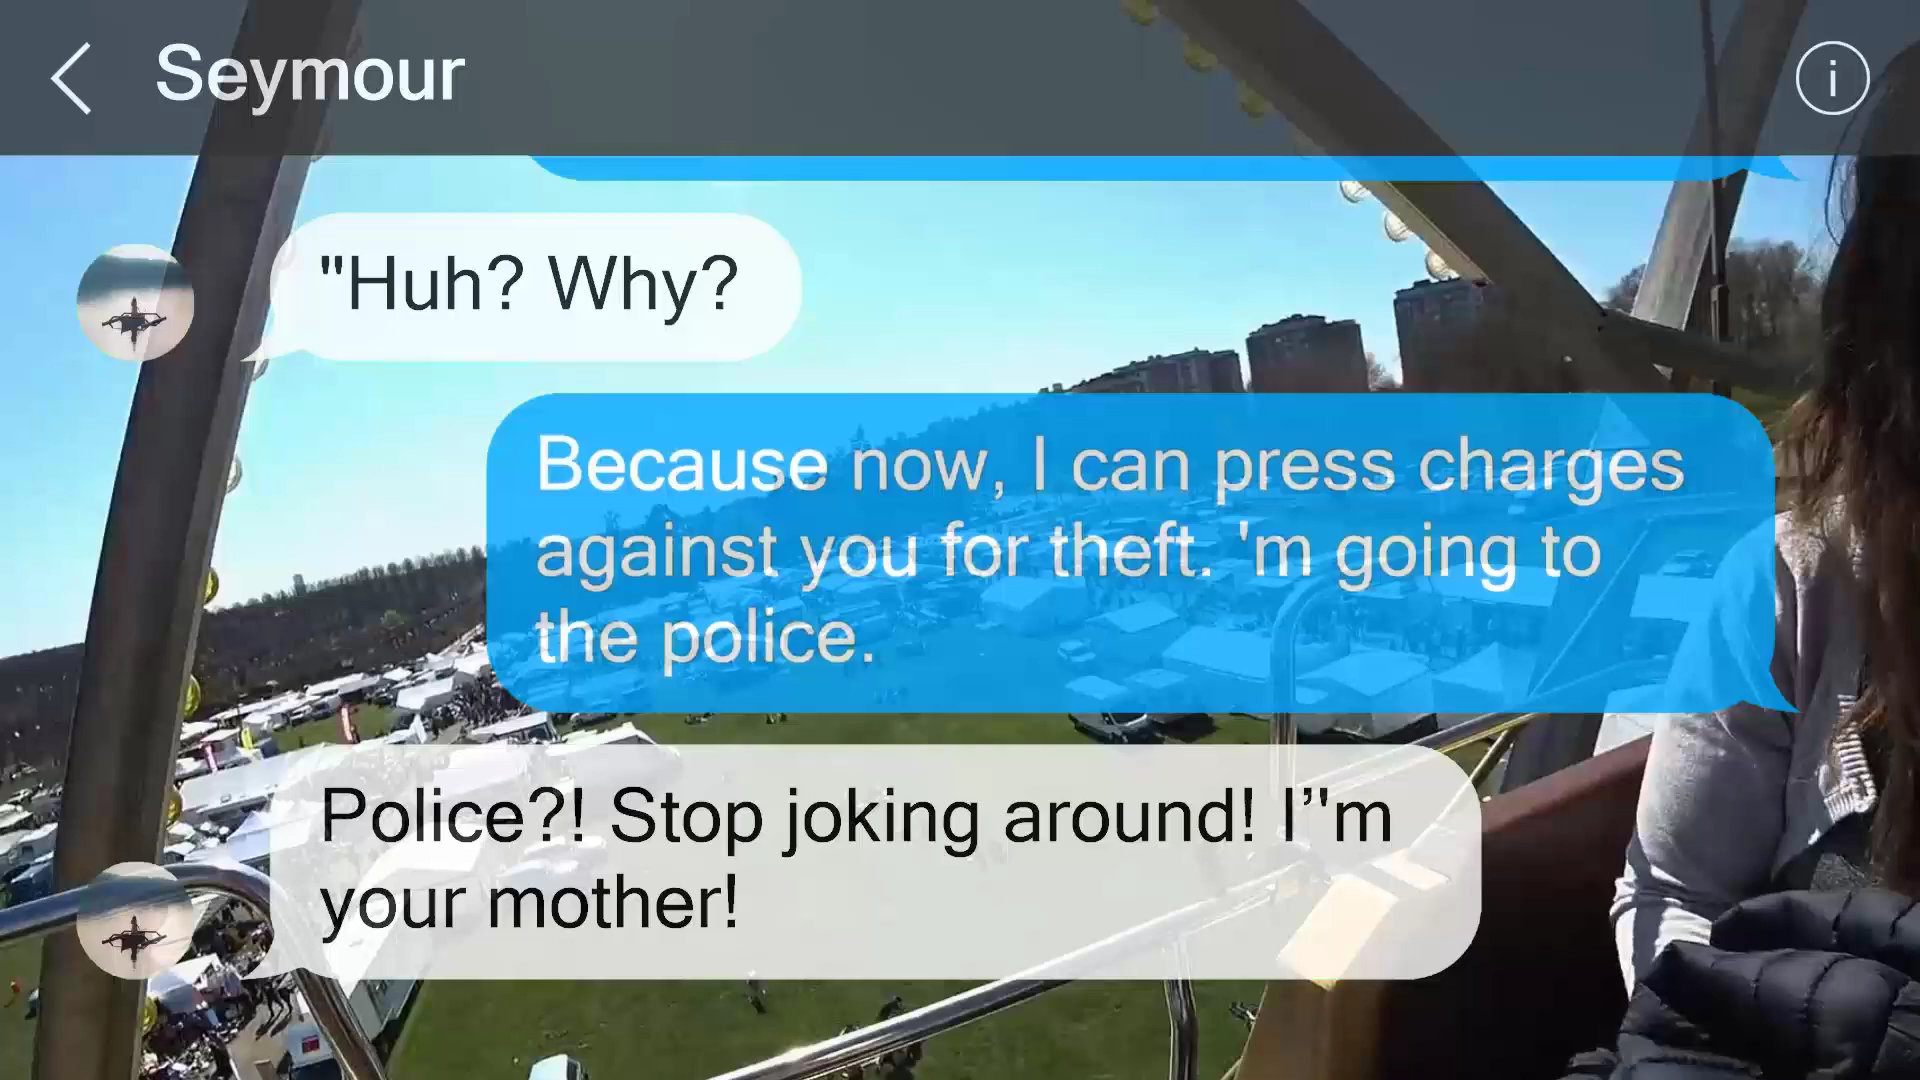 Seymour
i
"Huh? Why?
Because now, I can press charges
against you for theft. 'm going to
the police.
Police?! Stop joking around! I”'m
your mother!